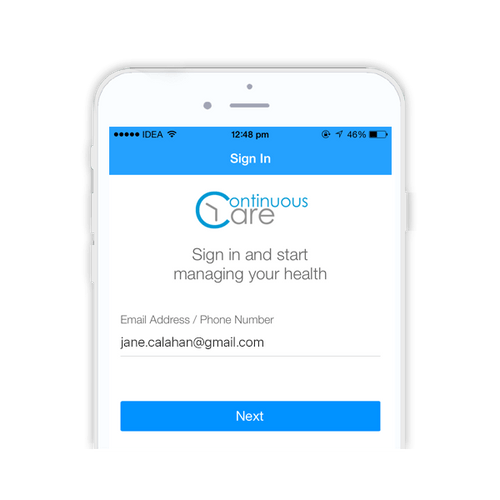 IDEA 12:48 pm 46%
Sign In
Continuous
Care
Sign in and start
managing your health
Email Address / Phone Number
jane.calahan@gmail.com
Next